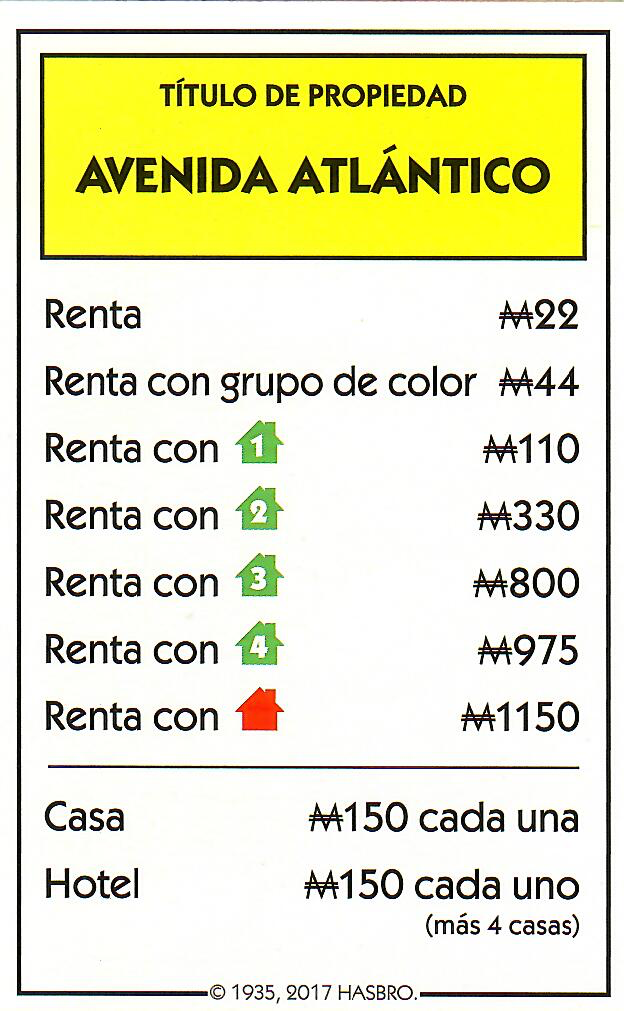 TÍTULO DE PROPIEDAD
AVENIDA ATLÁNTICO
Renta ₩22
Renta con grupo de color ₩44
Renta con 1 ₩110
Renta con 2 ₩330
Renta con 3 ₩800
Renta con 4 ₩975
Renta con ₩1150
Casa ₩150 cada una
Hotel ₩150 cada uno
(más 4 casas)
© 1935, 2017 HASBRO.